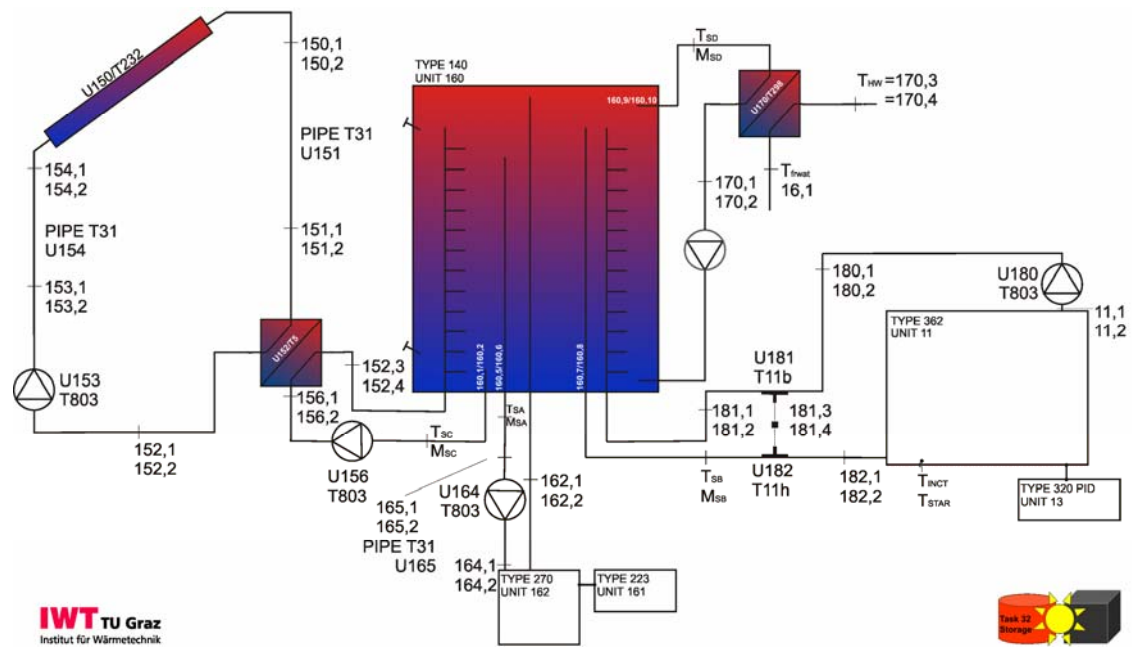 U150/T232
150,1
150,2
PIPE T31
U151
154,1
154,2
PIPE T31
U154
153,1
153,2
151,1
151,2
U153
T803
152,1
152,2
U152/T5
156,1
156,2
152,3
152,4
U156
T803
TSC
MSC
TYPE 140
UNIT 160
160,9/160,10
160,1/160,2
160,5/160,6
160,7/160,8
TSA
MSA
165,1
165,2
PIPE T31
U165
U164
T803
162,1
162,2
164,1
164,2
TYPE 270
UNIT 162
TYPE 223
UNIT 161
TSD
MSD
U170/T298
THW =170,3
=170,4
Tfrwat
16,1
170,1
170,2
180,1
180,2
U180
T803
11,1
11,2
TYPE 362
UNIT 11
U181
T11b
181,1
181,2
181,3
181,4
U182
T11h
TSB
MSB
182,1
182,2
TINCT
TSTAR
TYPE 320 PID
UNIT 13
IWT TU Graz
Institut für Wärmetechnik
Task 32
Storage